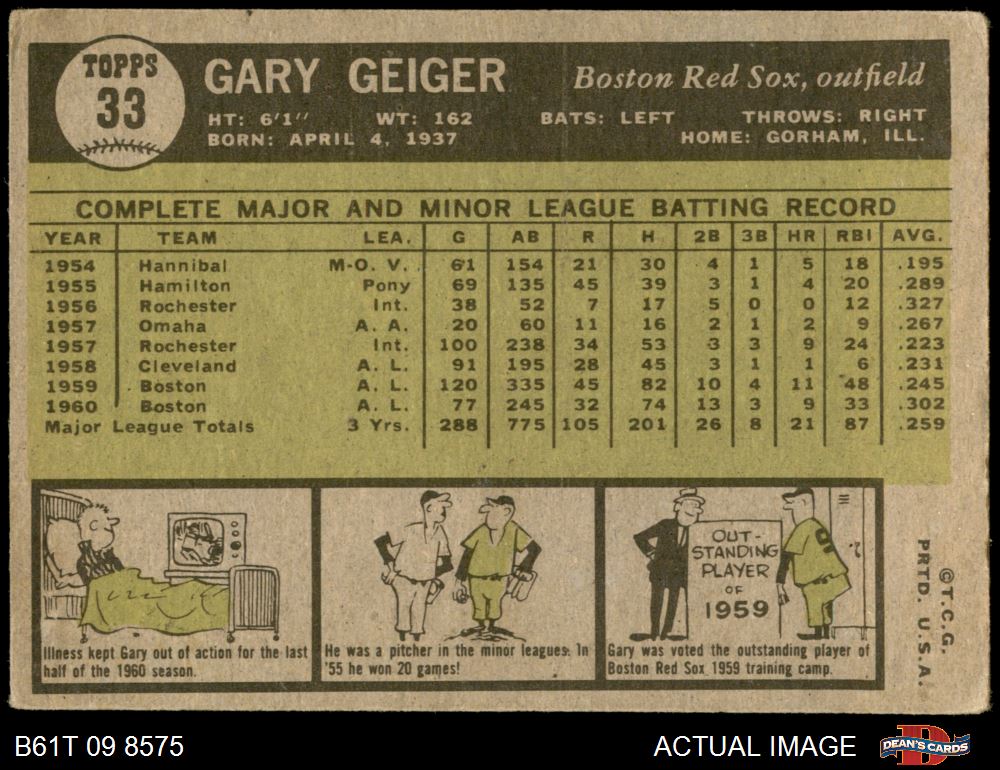 TOPPS
33
GARY GEIGER
Boston Red Sox, outfield
HT: 6'1" WT: 162 BATS: LEFT THROWS: RIGHT
BORN: APRIL 4, 1937 HOME: GORHAM, ILL.
COMPLETE MAJOR AND MINOR LEAGUE BATTING RECORD
YEAR TEAM LEA. G AB R H 2B 3B HR RBI AVG.
1954 Hannibal M-O. V. 61 154 21 30 4 1 5 18 .195
1955 Hamilton Pony 69 135 45 39 3 1 4 20 .289
1956 Rochester Int. 38 52 7 17 5 0 0 12 .327
1957 Omaha A. A. 20 60 11 16 2 1 2 9 .267
1957 Rochester Int. 100 238 34 53 3 3 9 24 .223
1958 Cleveland A. L. 91 195 28 45 3 1 1 6 .231
1959 Boston A. L. 120 335 45 82 10 4 11 48 .245
1960 Boston A. L. 77 245 32 74 13 3 9 33 .302
Major League Totals 3 Yrs. 288 775 105 201 26 8 21 87 .259
Illness kept Gary out of action for the last
half of the 1960 season.
He was a pitcher in the minor leagues. In
'55 he won 20 games!
OUT-
STANDING
PLAYER
OF
1959
Gary was voted the outstanding player of
Boston Red Sox 1959 training camp.
©T.C.G.
PRTD. U.S.A.
B61T 09 8575
ACTUAL IMAGE
D
DEAN'S CARDS